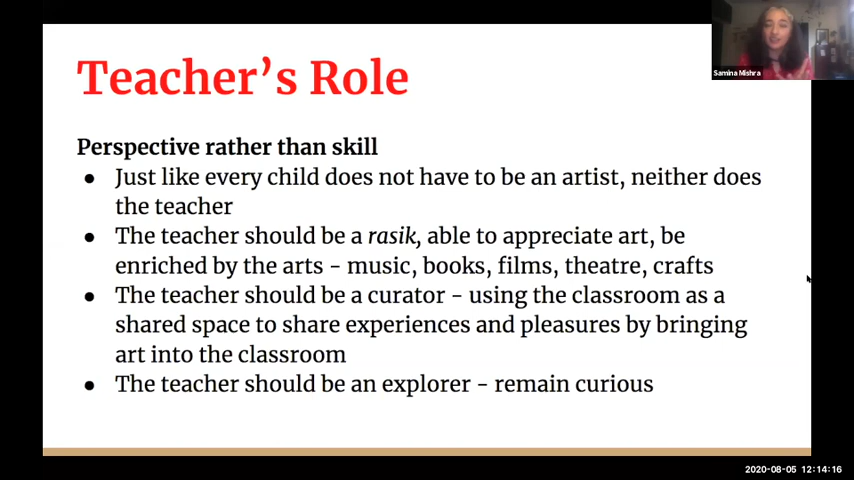 Samina Mishra
Teacher’s Role
Perspective rather than skill
● Just like every child does not have to be an artist, neither does
the teacher
● The teacher should be a rasik, able to appreciate art, be
enriched by the arts - music, books, films, theatre, crafts
● The teacher should be a curator - using the classroom as a
shared space to share experiences and pleasures by bringing
art into the classroom
● The teacher should be an explorer - remain curious
2020-08-05 12:14:16